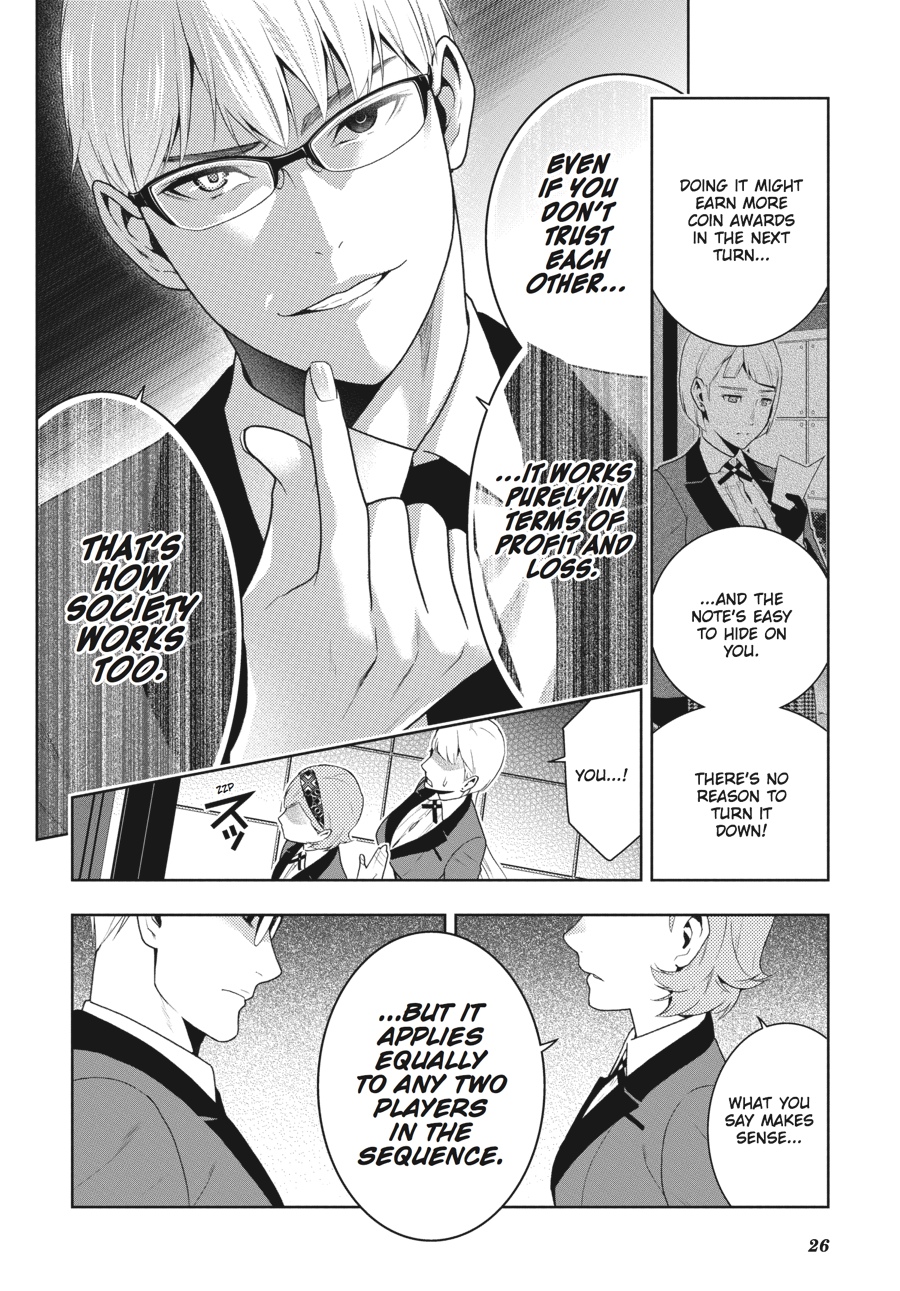 DOING IT MIGHT
EARN MORE
COIN AWARDS
IN THE NEXT
TURN...
...AND THE
NOTE'S EASY
TO HIDE ON
YOU.
THERE'S NO
REASON TO
TURN IT
DOWN!
EVEN
IF YOU
DON'T
TRUST
EACH
OTHER...
...IT WORKS
PURELY IN
TERMS OF
PROFIT AND
LOSS.
THAT'S
HOW
SOCIETY
WORKS
TOO.
YOU...!
ZZP
ズッ
WHAT YOU
SAY MAKES
SENSE...
...BUT IT
APPLIES
EQUALLY
TO ANY TWO
PLAYERS
IN THE
SEQUENCE.
26